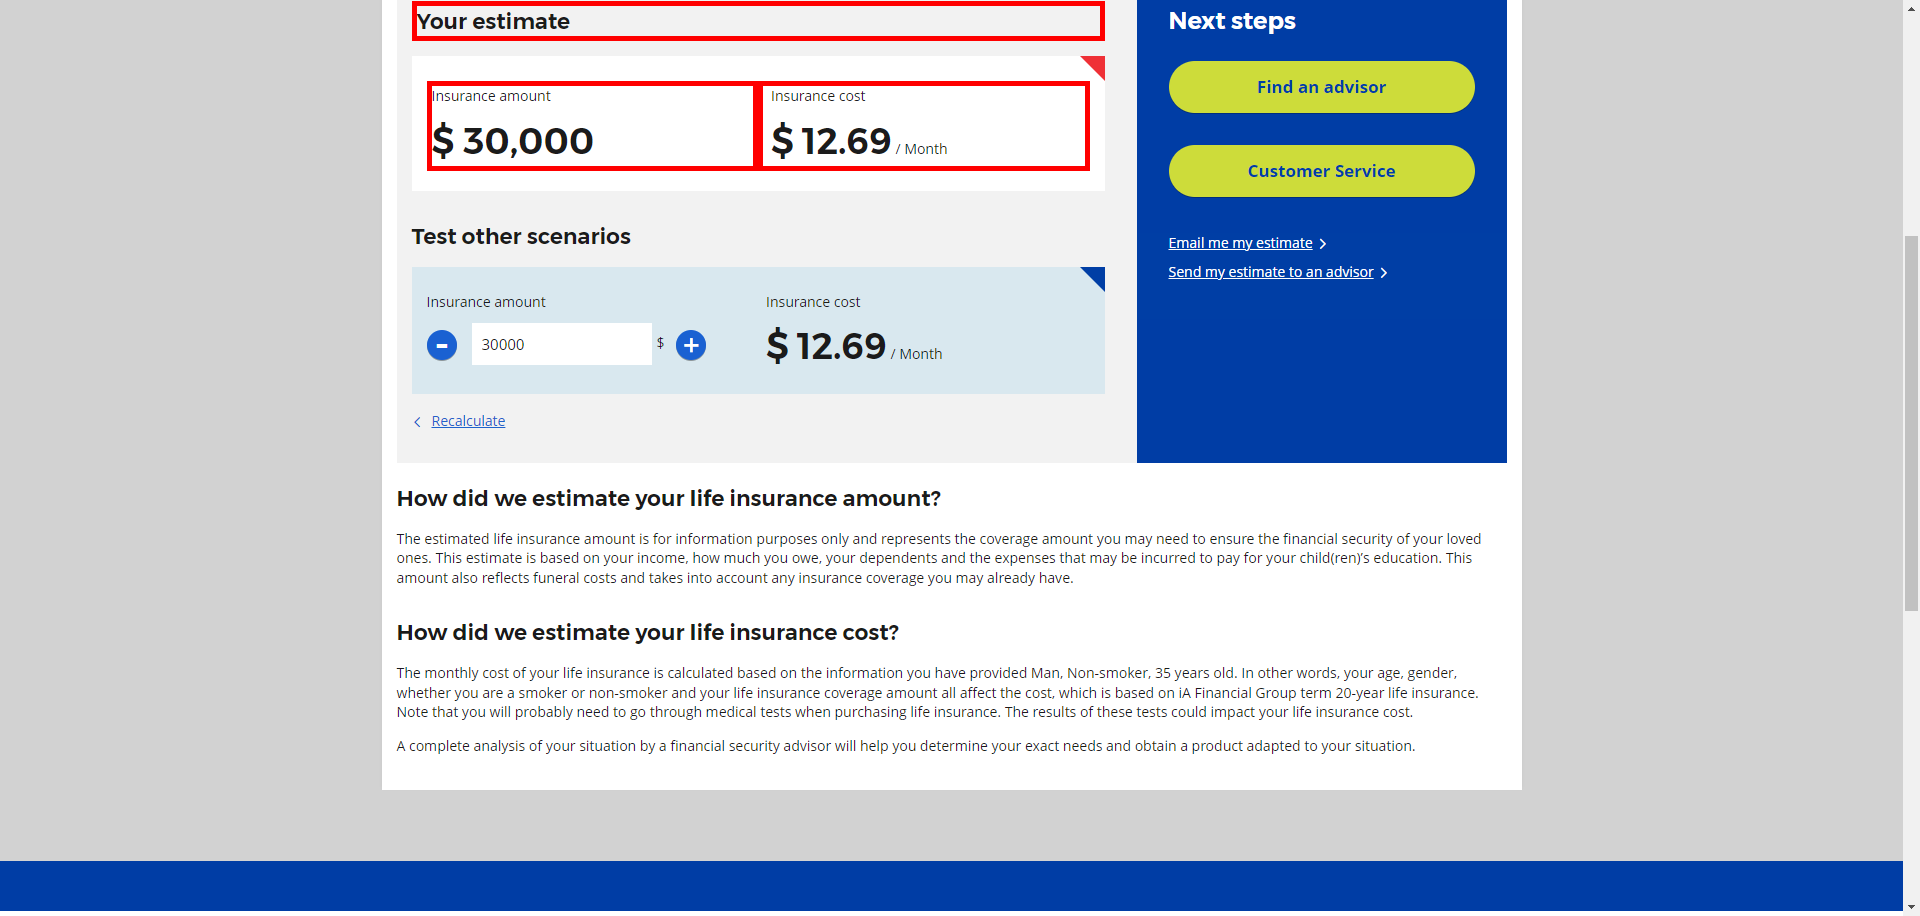 Your estimate
Insurance amount
$ 30,000
Insurance cost
$ 12.69 / Month
Test other scenarios
Insurance amount
- 30000 $ +
Insurance cost
$ 12.69 / Month
Recalculate
Next steps
Find an advisor
Customer Service
Email me my estimate
Send my estimate to an advisor
How did we estimate your life insurance amount?
The estimated life insurance amount is for information purposes only and represents the coverage amount you may need to ensure the financial security of your loved
ones. This estimate is based on your income, how much you owe, your dependents and the expenses that may be incurred to pay for your child(ren)’s education. This
amount also reflects funeral costs and takes into account any insurance coverage you may already have.
How did we estimate your life insurance cost?
The monthly cost of your life insurance is calculated based on the information you have provided Man, Non-smoker, 35 years old. In other words, your age, gender,
whether you are a smoker or non-smoker and your life insurance coverage amount all affect the cost, which is based on iA Financial Group term 20-year life insurance.
Note that you will probably need to go through medical tests when purchasing life insurance. The results of these tests could impact your life insurance cost.
A complete analysis of your situation by a financial security advisor will help you determine your exact needs and obtain a product adapted to your situation.